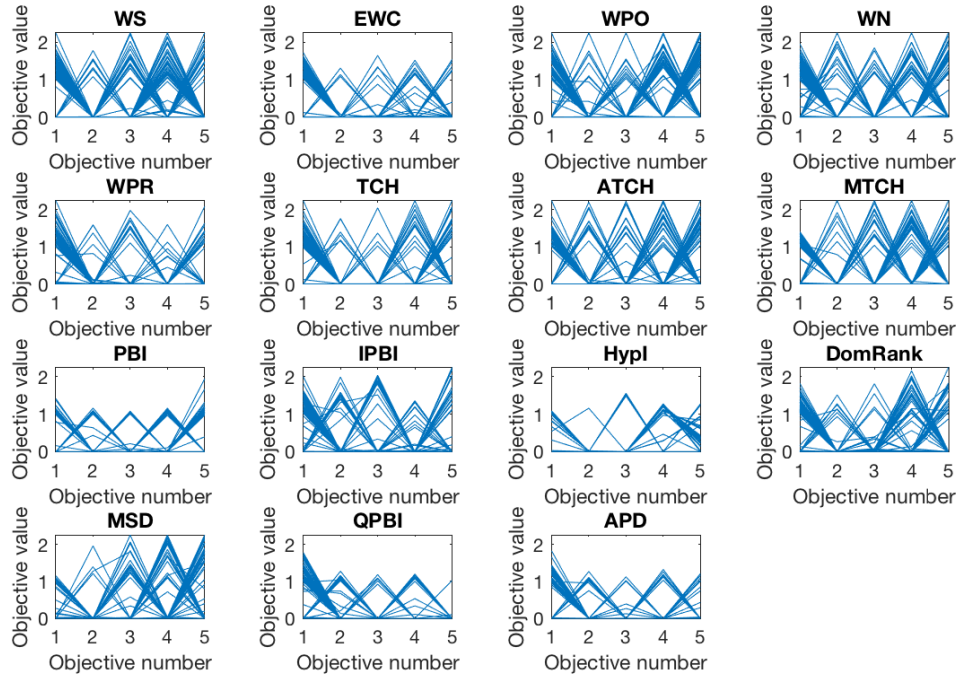 WS EWC WPO WN
Objective value Objective value Objective value Objective value
2 2 2 2
1 1 1 1
0 0 0 0
1 2 3 4 5 1 2 3 4 5 1 2 3 4 5 1 2 3 4 5
Objective number Objective number Objective number Objective number
WPR TCH ATCH MTCH
Objective value Objective value Objective value Objective value
2 2 2 2
1 1 1 1
0 0 0 0
1 2 3 4 5 1 2 3 4 5 1 2 3 4 5 1 2 3 4 5
Objective number Objective number Objective number Objective number
PBI IPBI HypI DomRank
Objective value Objective value Objective value Objective value
2 2 2 2
1 1 1 1
0 0 0 0
1 2 3 4 5 1 2 3 4 5 1 2 3 4 5 1 2 3 4 5
Objective number Objective number Objective number Objective number
MSD QPBI APD
Objective value Objective value Objective value
2 2 2
1 1 1
0 0 0
1 2 3 4 5 1 2 3 4 5 1 2 3 4 5
Objective number Objective number Objective number